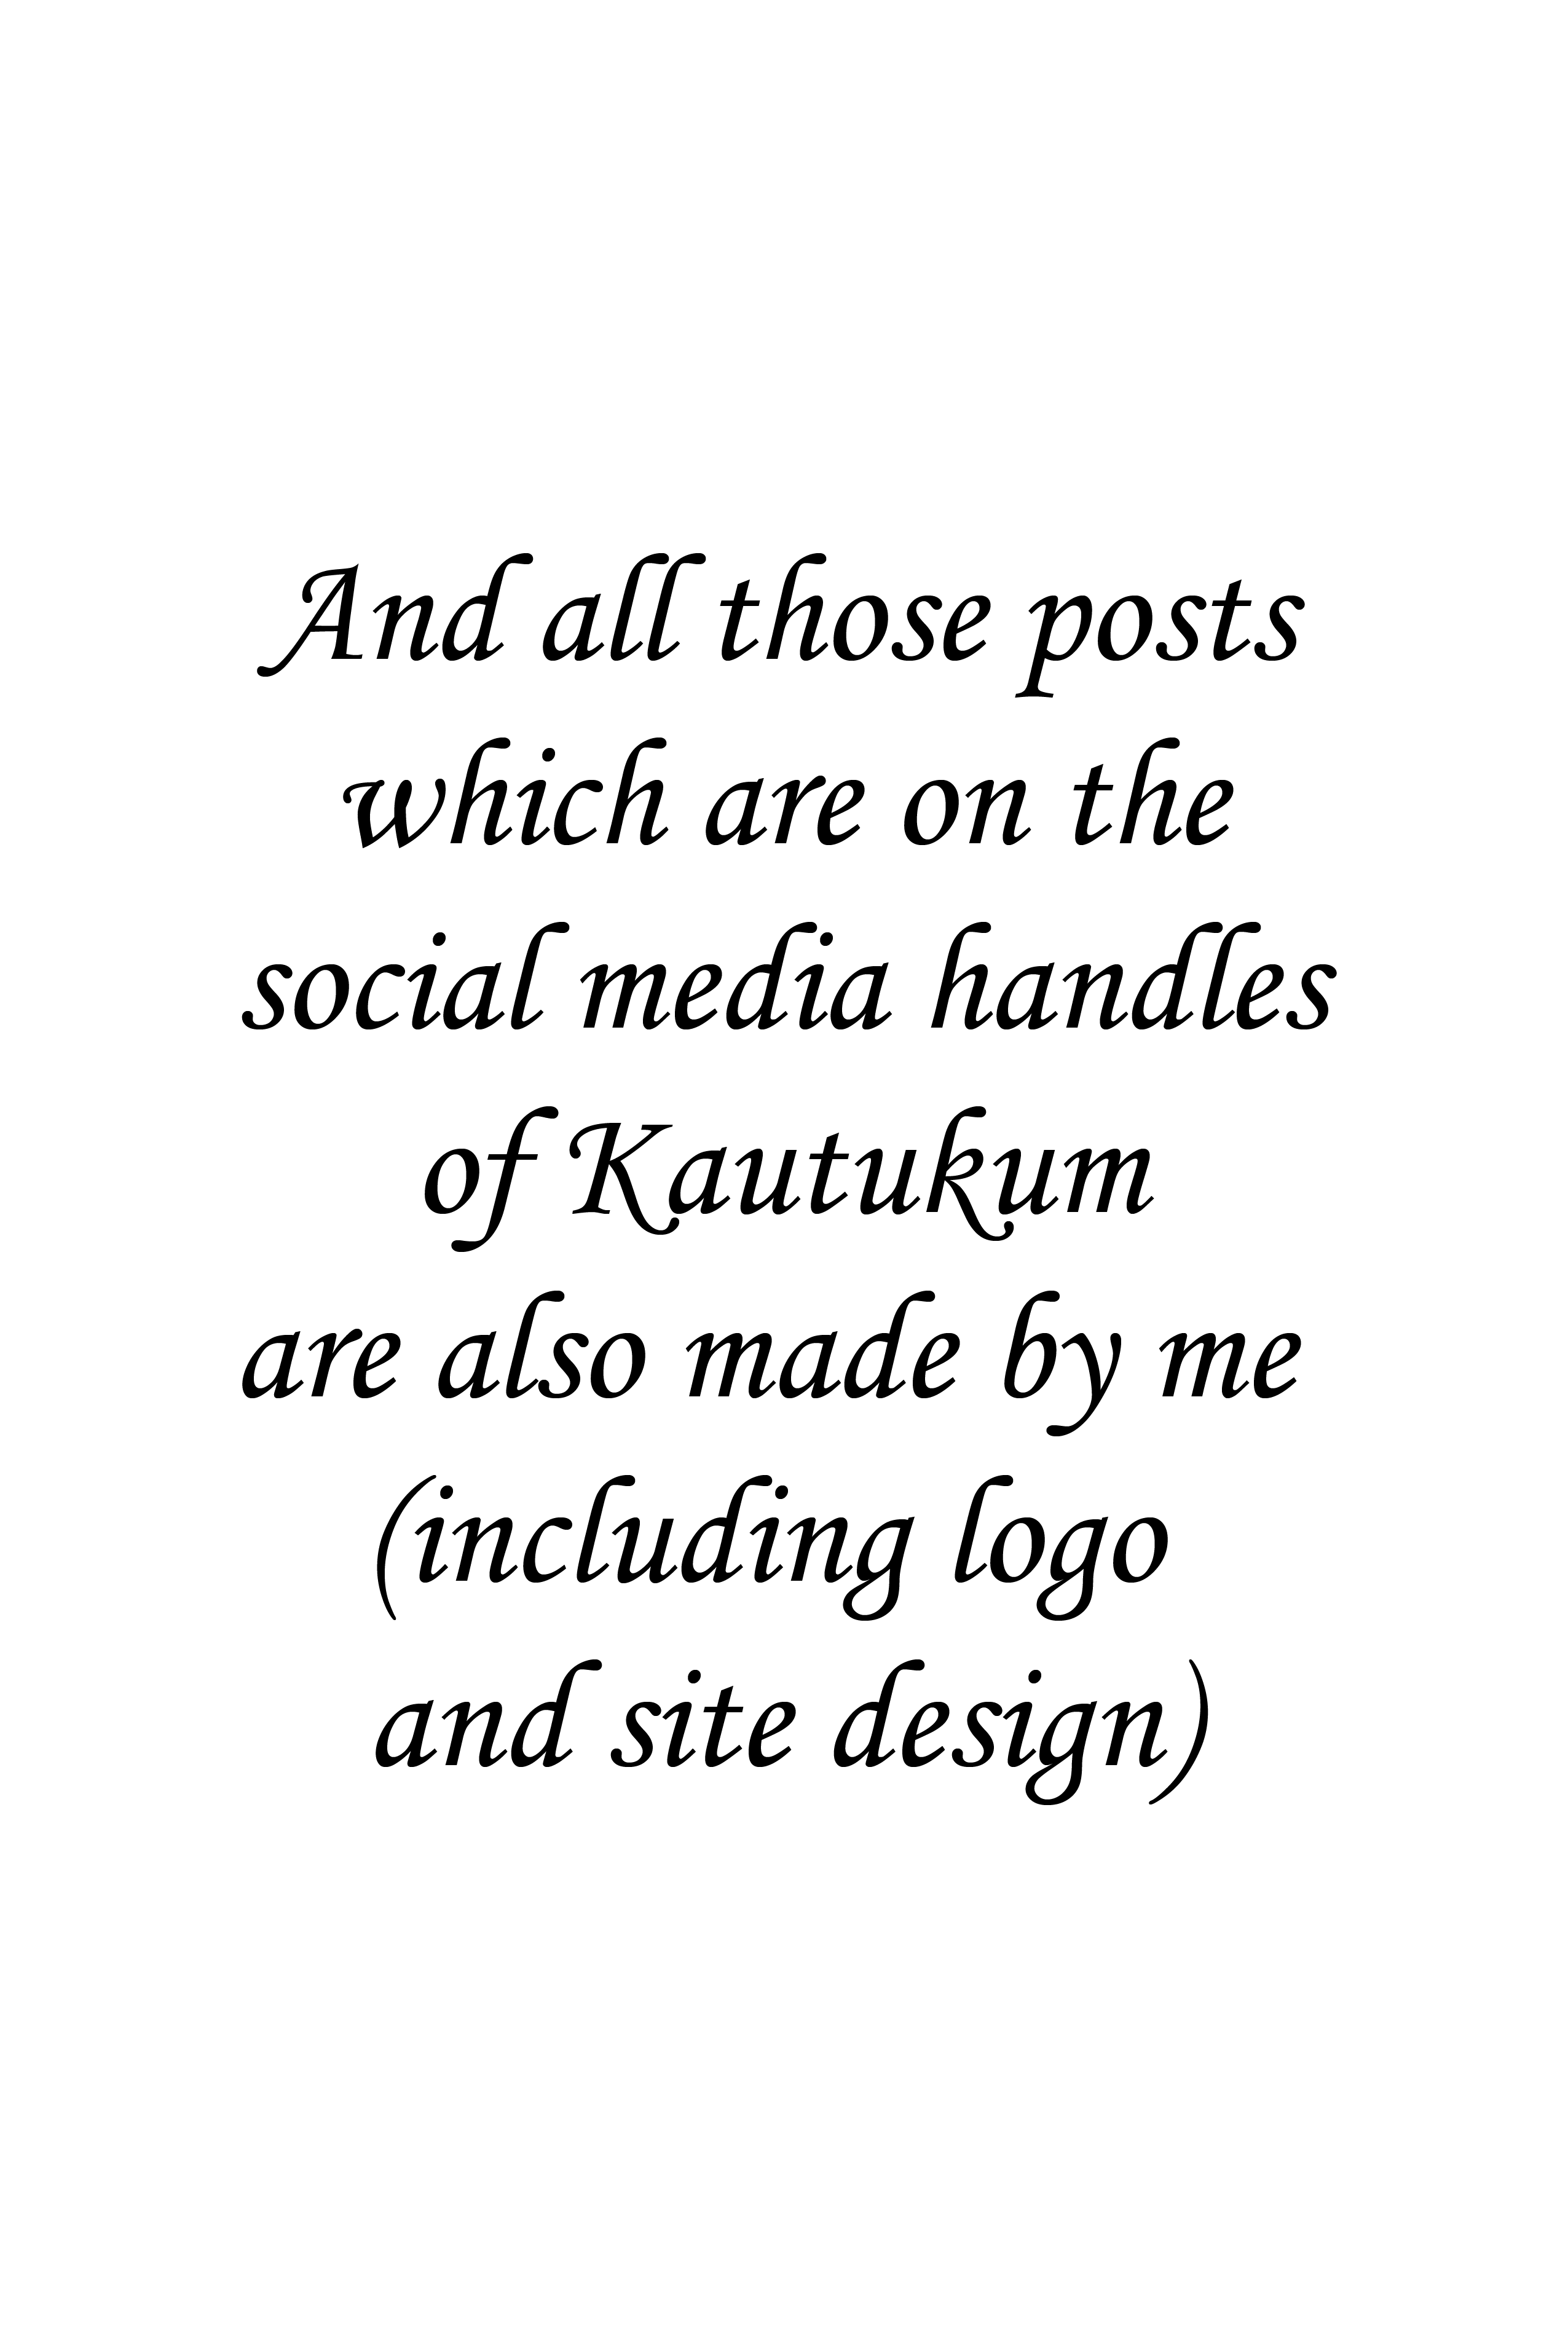 And all those posts
which are on the
social media handles
of Kautukum
are also made by me
(including logo
and site design)